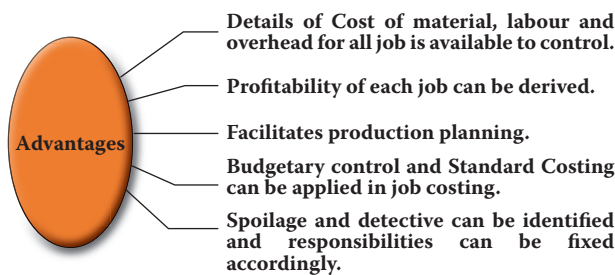 Details of Cost of material, labour and
overhead for all job is available to control.
Profitability of each job can be derived.
Advantages
Facilitates production planning.
Budgetary control and Standard Costing
can be applied in job costing.
Spoilage and detective can be identified
and responsibilities can be fixed
accordingly.